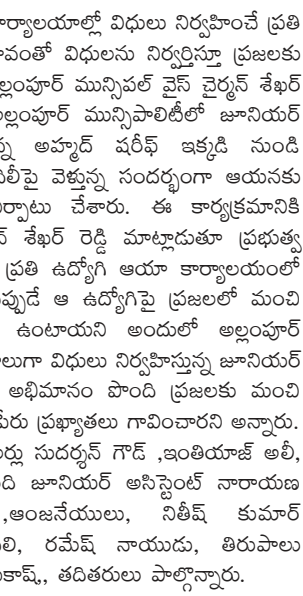 ార్యాలయాల్లో విధులు నిర్వహించే ప్రతి
ావంతో విధులను నిర్వర్తిస్తూ ప్రజలకు
ల్లంపూర్ మున్సిపల్ వైస్ చైర్మన్ శేఖర్
ల్లంపూర్ మున్సిపాలిటీలో జూనియర్
న్న అహ్మద్ షరీఫ్ ఇక్కడి నుండి
దిలీపై వెళ్తున్న సందర్భంగా ఆయనకు
ర్పాటు చేశారు. ఈ కార్యక్రమానికి
న్ శేఖర్ రెడ్డి మాట్లాడుతూ ప్రభుత్వ
ప్రతి ఉద్యోగి ఆయా కార్యాలయంలో
ప్పుడే ఆ ఉద్యోగిపై ప్రజలలో మంచి
ఉంటాయని అందులో అల్లంపూర్
ాలుగా విధులు నిర్వహిస్తున్న జూనియర్
అభిమానం పొంది ప్రజలకు మంచి
పేరు ప్రఖ్యాతలు గావించారని అన్నారు.
ర్లు సుదర్శన్ గౌడ్ ,ఇంతియాజ్ అలీ,
ది జూనియర్ అసిస్టెంట్ నారాయణ
,ఆంజనేయులు, నితీష్ కుమార్
లి, రమేష్ నాయుడు, తిరుపాలు
కాష్,, తదితరులు పాల్గొన్నారు.